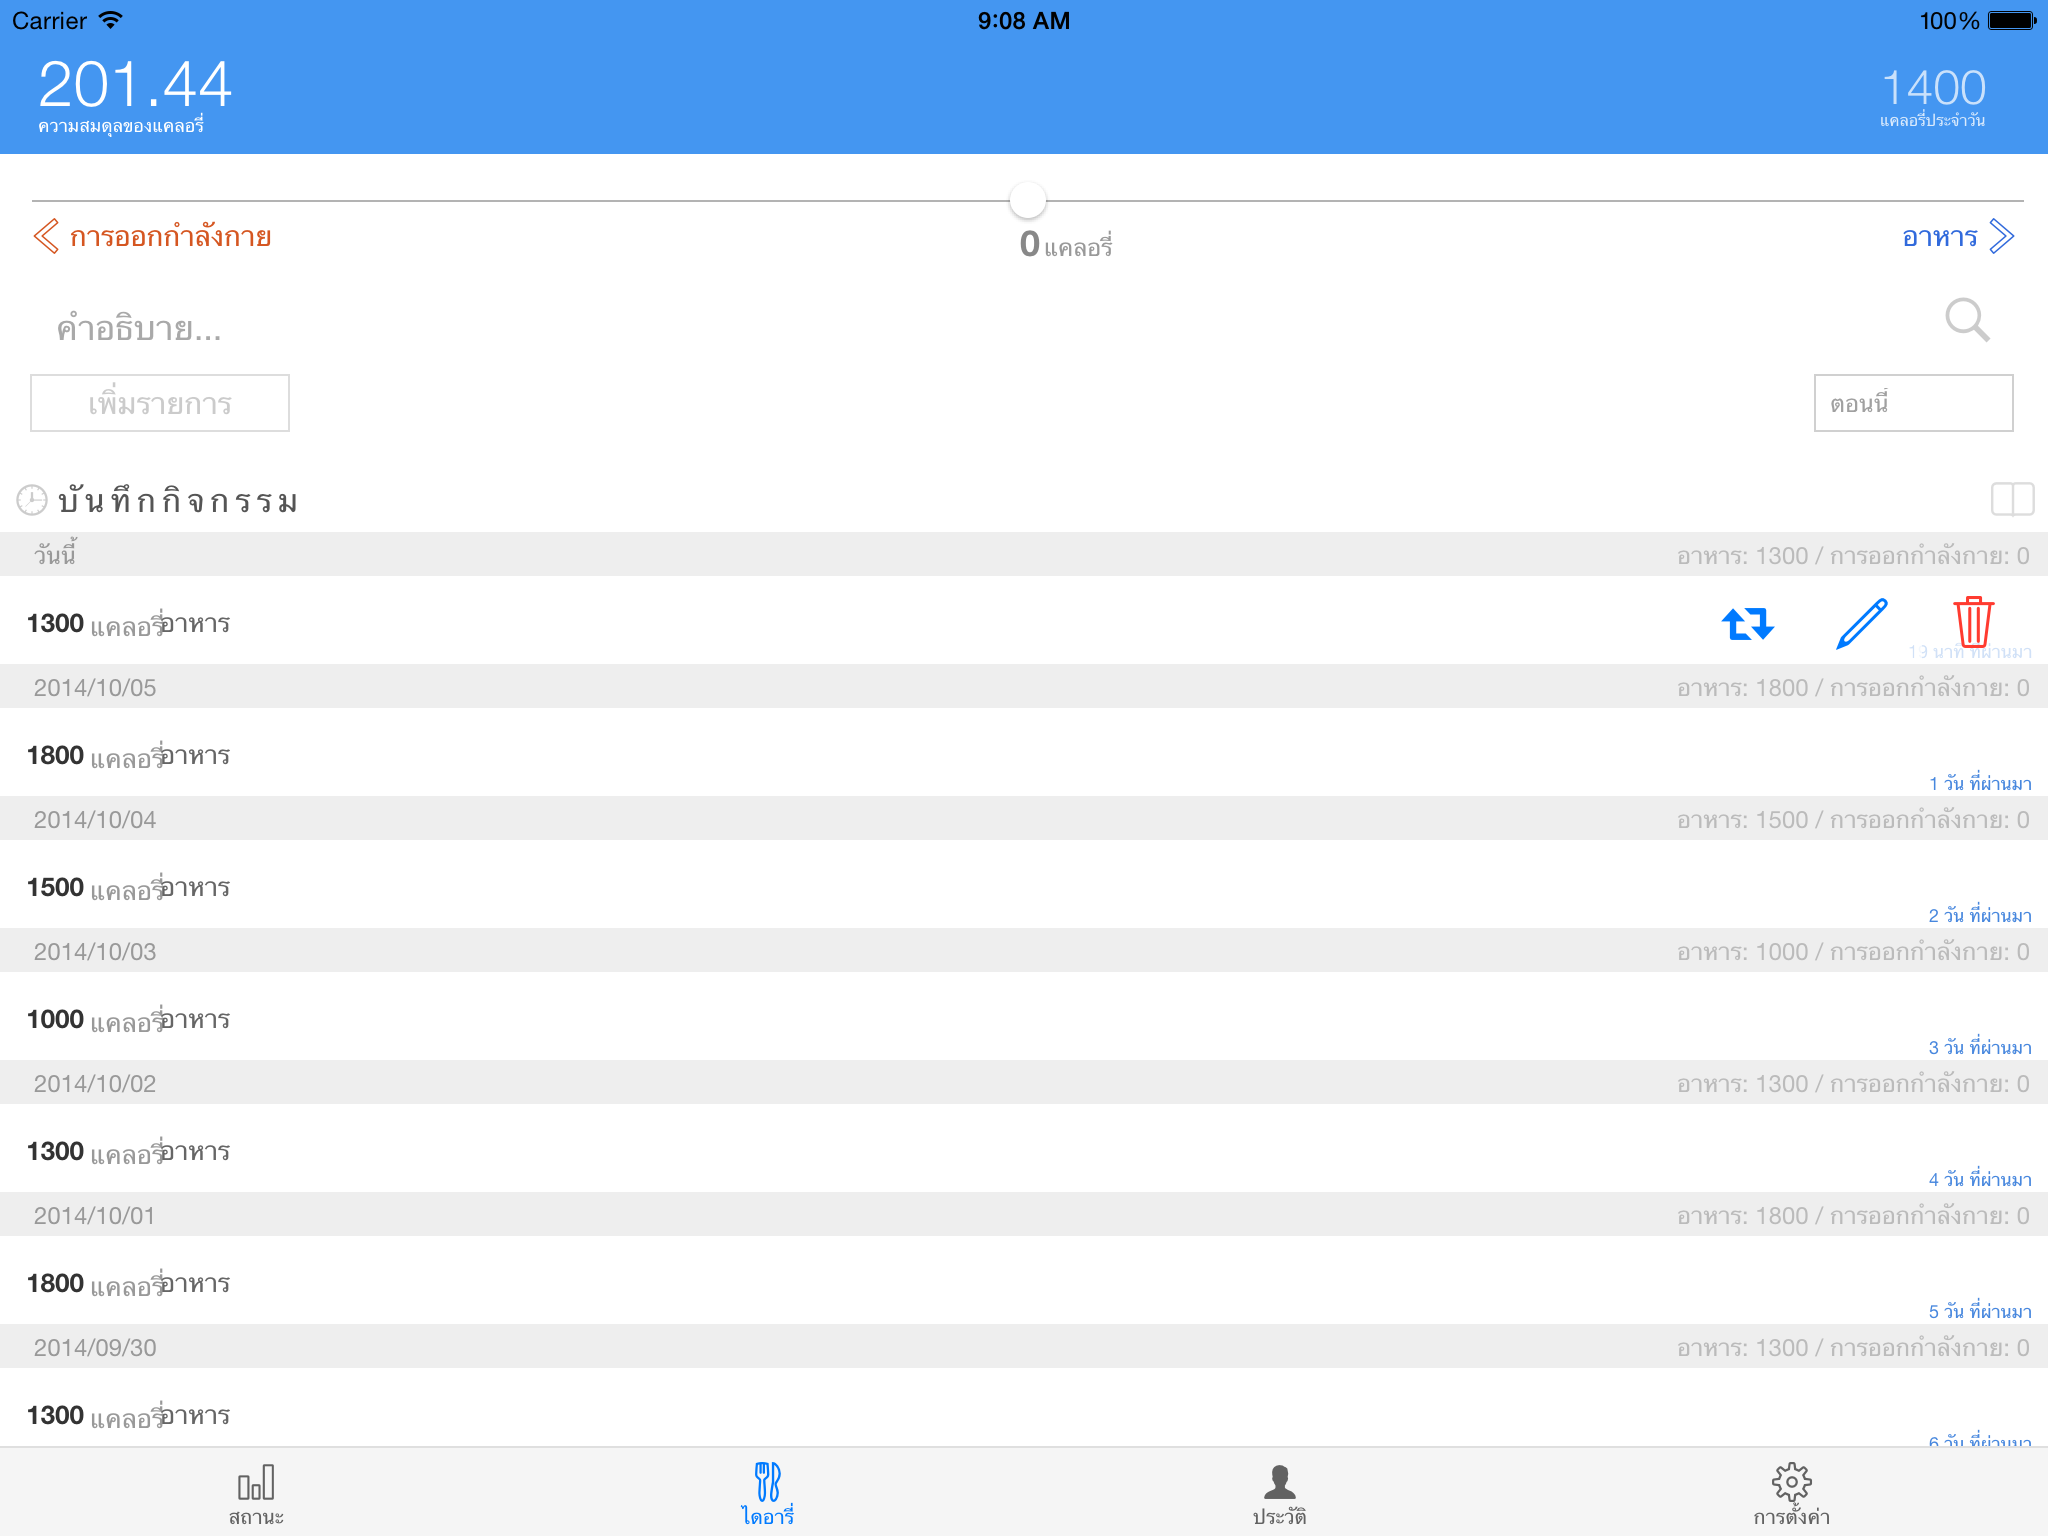 Carrier 9:08 AM 100%
201.44 1400
ความสมดุลของแคลอรี่ แคลอรี่ประจำวัน
การออกกำลังกาย 0 แคลอรี่ อาหาร
คำอธิบาย...
เพิ่มรายการ ตอนนี้
บันทึกกิจกรรม
วันนี้ อาหาร: 1300 / การออกกำลังกาย: 0
1300 แคลอรี่ อาหาร
19 นาที ที่ผ่านมา
2014/10/05 อาหาร: 1800 / การออกกำลังกาย: 0
1800 แคลอรี่ อาหาร
1 วัน ที่ผ่านมา
2014/10/04 อาหาร: 1500 / การออกกำลังกาย: 0
1500 แคลอรี่ อาหาร
2 วัน ที่ผ่านมา
2014/10/03 อาหาร: 1000 / การออกกำลังกาย: 0
1000 แคลอรี่ อาหาร
3 วัน ที่ผ่านมา
2014/10/02 อาหาร: 1300 / การออกกำลังกาย: 0
1300 แคลอรี่ อาหาร
4 วัน ที่ผ่านมา
2014/10/01 อาหาร: 1800 / การออกกำลังกาย: 0
1800 แคลอรี่ อาหาร
5 วัน ที่ผ่านมา
2014/09/30 อาหาร: 1300 / การออกกำลังกาย: 0
1300 แคลอรี่ อาหาร
6 วัน ที่ผ่านมา
สถานะ ไดอารี่ ประวัติ การตั้งค่า